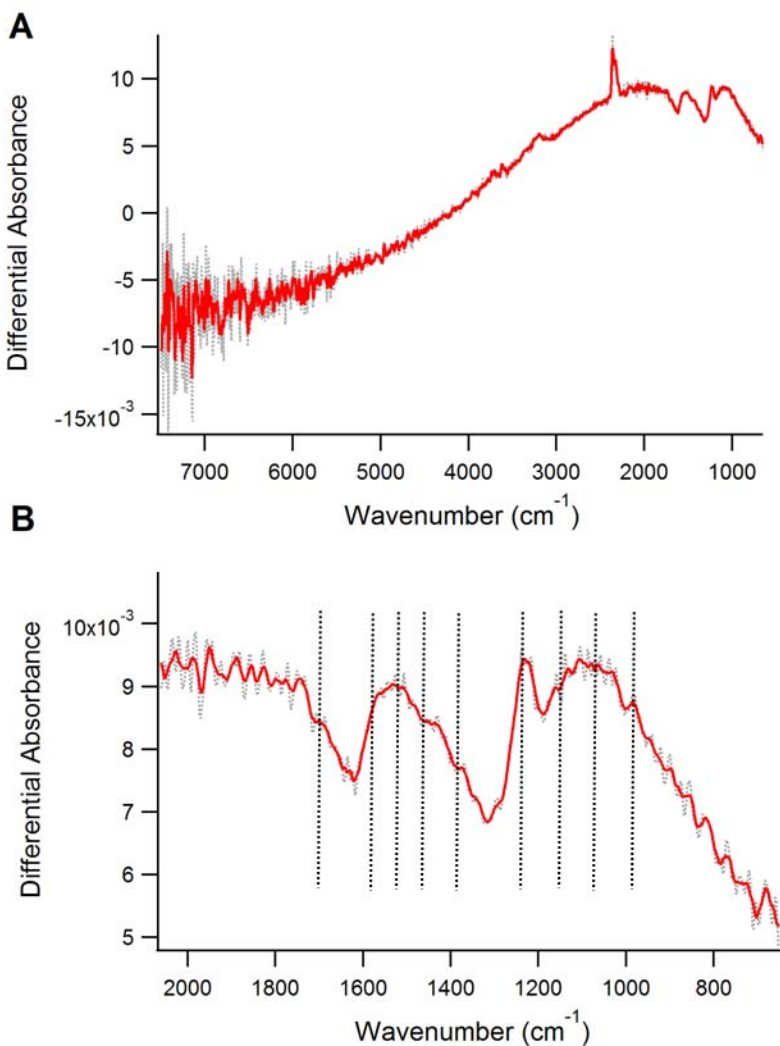 A
Differential Absorbance
10
5
0
-5
-10
-15x10⁻³
7000 6000 5000 4000 3000 2000 1000
Wavenumber (cm⁻¹)
B
Differential Absorbance
10x10⁻³
9
8
7
6
5
2000 1800 1600 1400 1200 1000 800
Wavenumber (cm⁻¹)